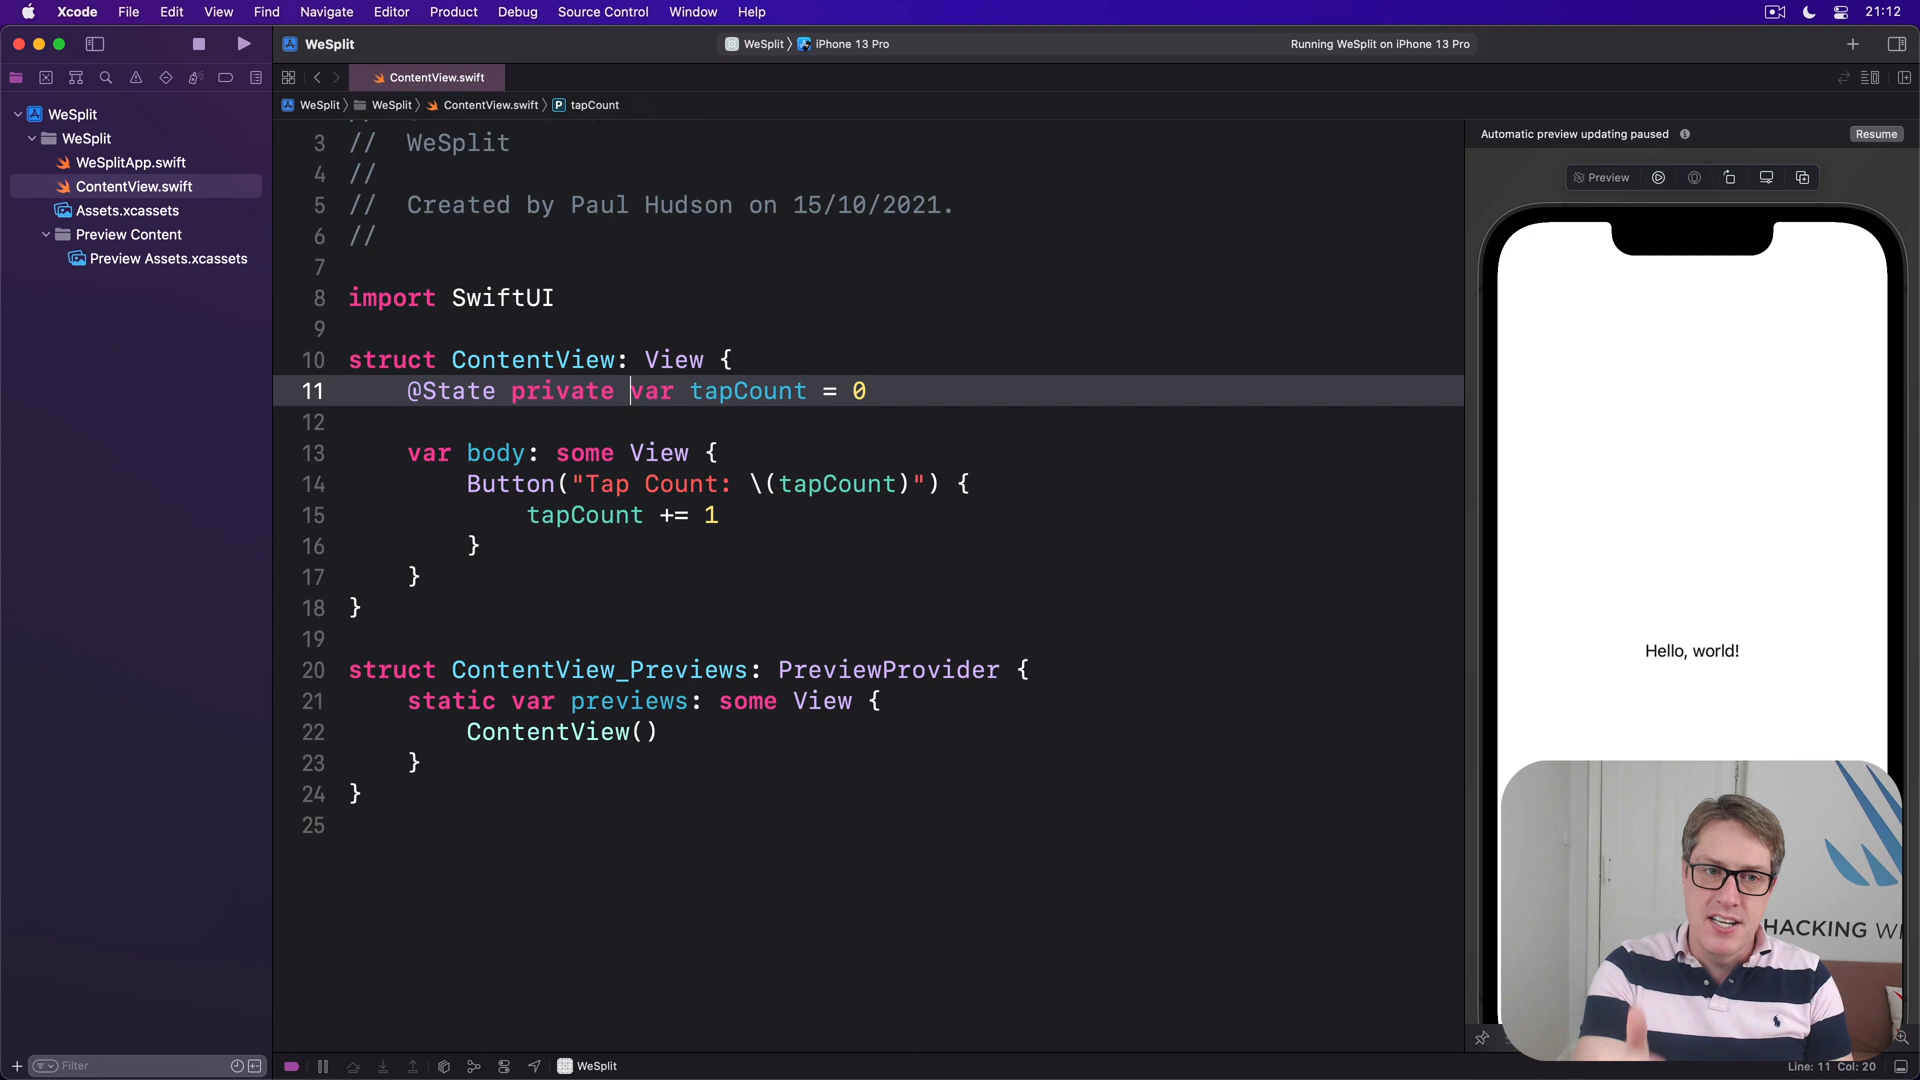 Xcode File Edit View Find Navigate Editor Product Debug Source Control Window Help 21:12
WeSplit WeSplit iPhone 13 Pro Running WeSplit on iPhone 13 Pro
ContentView.swift
WeSplit WeSplit ContentView.swift P tapCount
WeSplit
WeSplit
WeSplitApp.swift
ContentView.swift
Assets.xcassets
Preview Content
Preview Assets.xcassets
3 // WeSplit
4 //
5 // Created by Paul Hudson on 15/10/2021.
6 //
7
8 import SwiftUI
9
10 struct ContentView: View {
11 @State private var tapCount = 0
12
13 var body: some View {
14 Button("Tap Count: \(tapCount)") {
15 tapCount += 1
16 }
17 }
18 }
19
20 struct ContentView_Previews: PreviewProvider {
21 static var previews: some View {
22 ContentView()
23 }
24 }
25
Automatic preview updating paused Resume
Preview
Hello, world!
HACKING WI
Filter
WeSplit
Line: 11 Col: 20